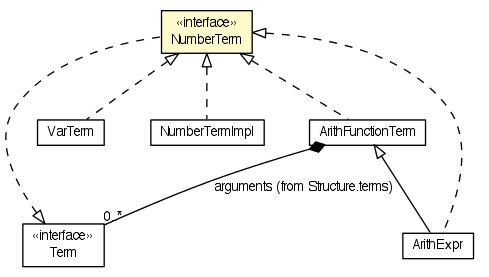 «interface»
NumberTerm
VarTerm
NumberTermImpl
ArithFunctionTerm
arguments (from Structure.terms)
0..*
«interface»
Term
ArithExpr